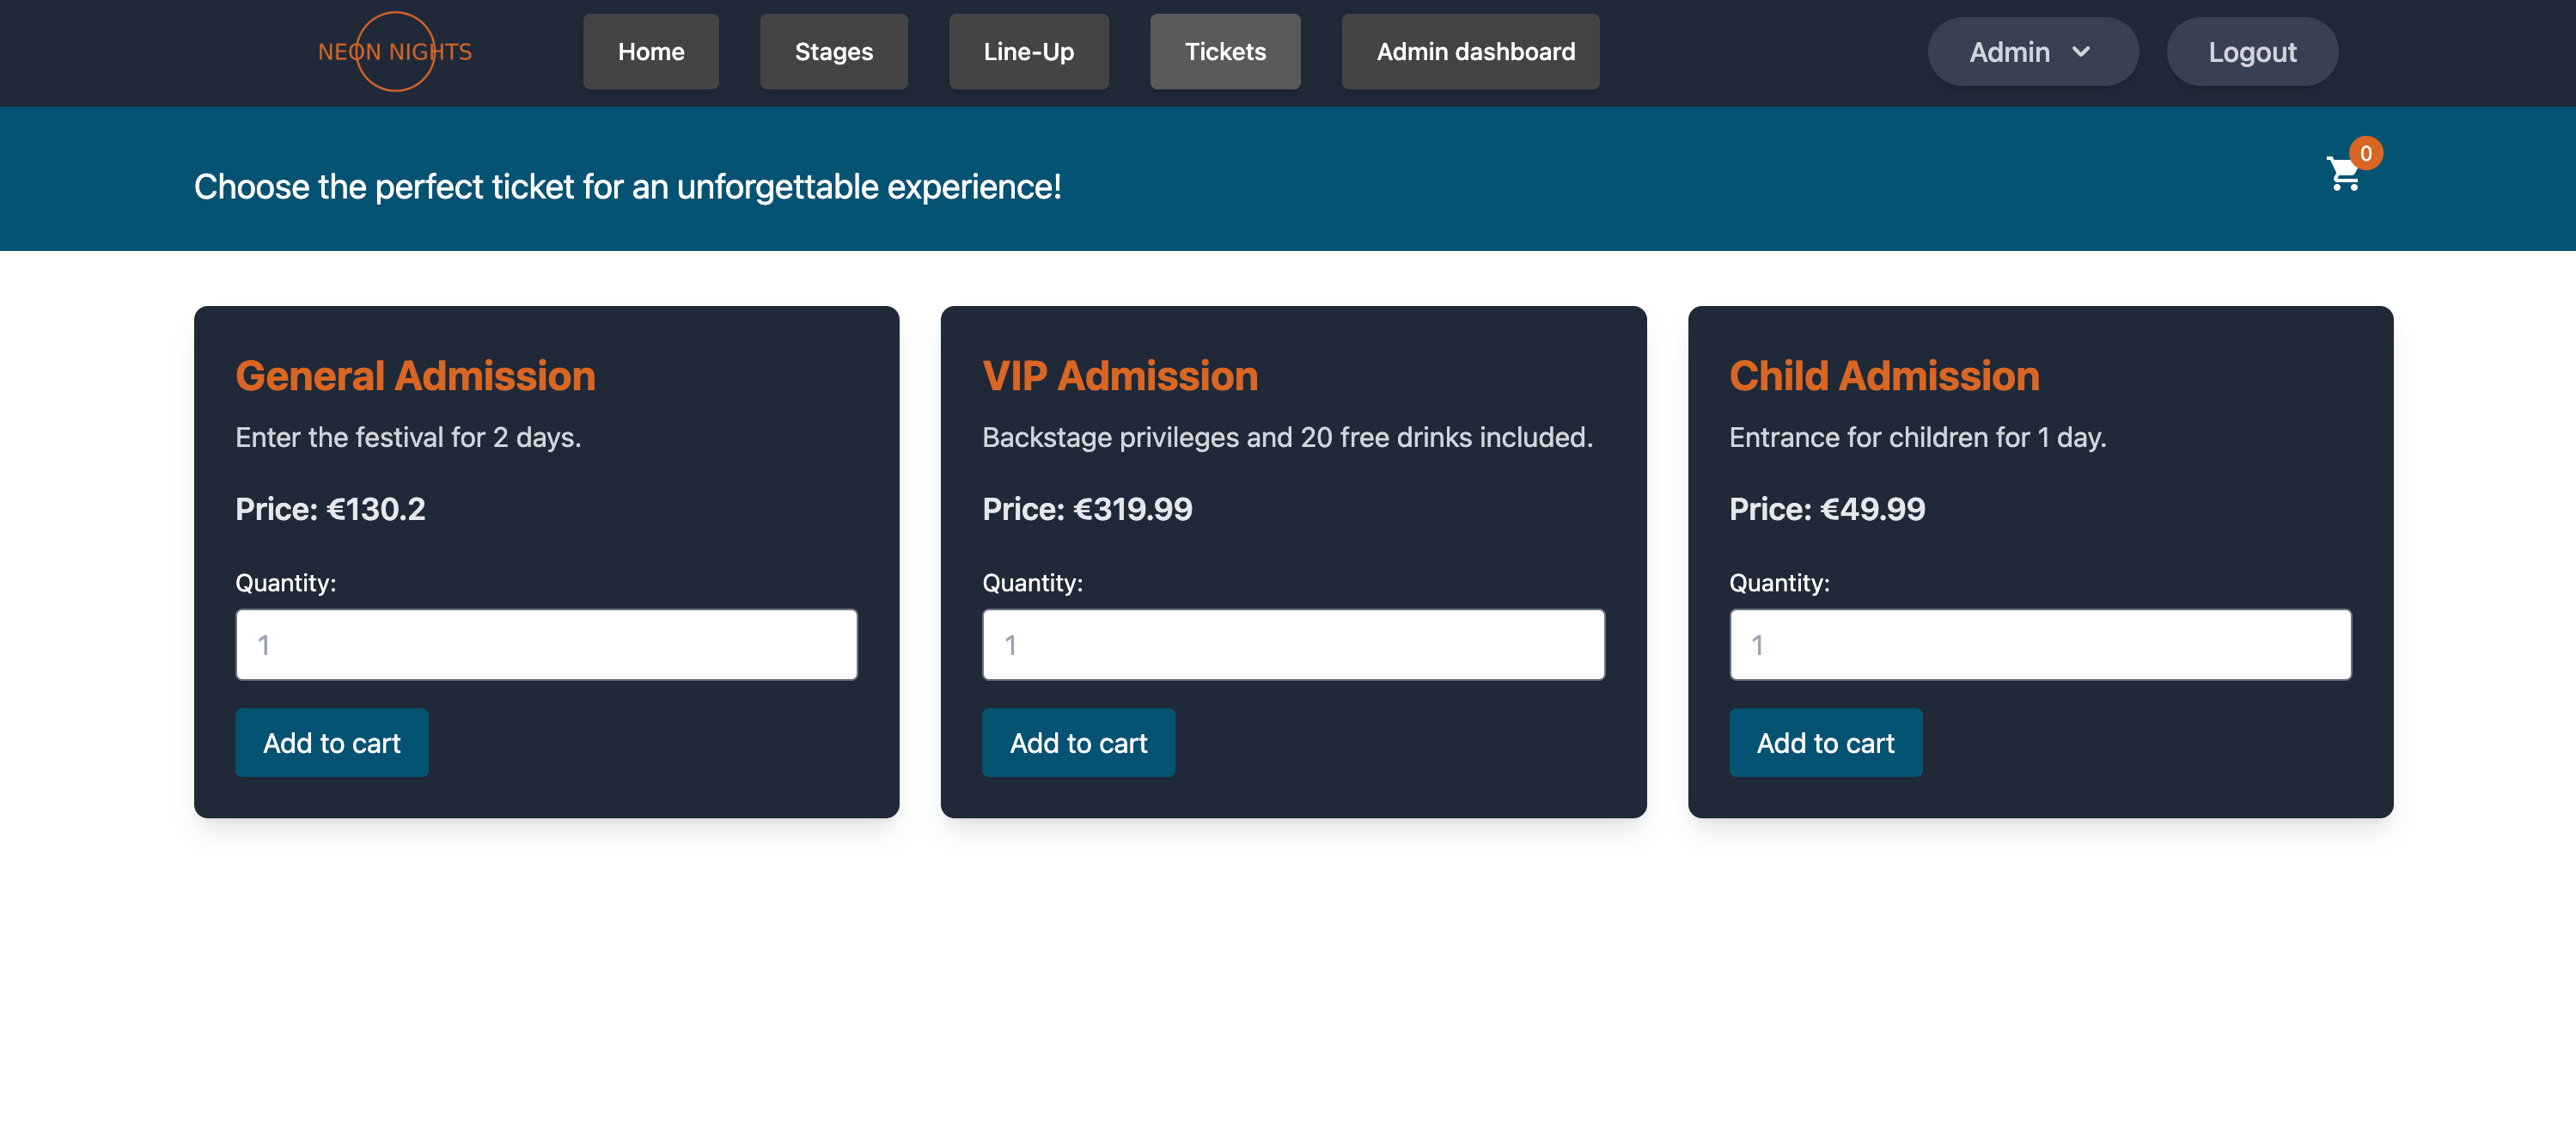 NEON NIGHTS
Home
Stages
Line-Up
Tickets
Admin dashboard
Admin
Logout
Choose the perfect ticket for an unforgettable experience!
0
General Admission
Enter the festival for 2 days.
Price: €130.2
Quantity:
1
Add to cart
VIP Admission
Backstage privileges and 20 free drinks included.
Price: €319.99
Quantity:
1
Add to cart
Child Admission
Entrance for children for 1 day.
Price: €49.99
Quantity:
1
Add to cart